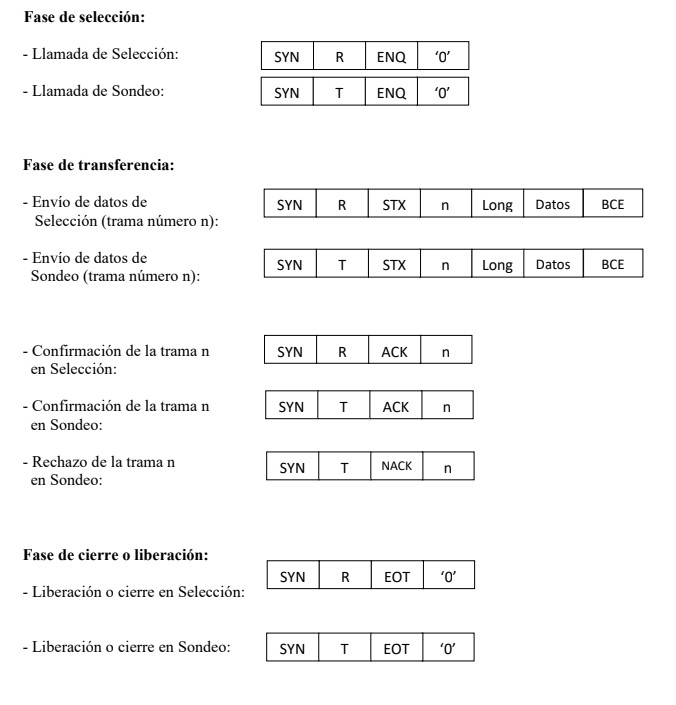 Fase de selección:
- Llamada de Selección: SYN R ENQ ‘0’
- Llamada de Sondeo: SYN T ENQ ‘0’
Fase de transferencia:
- Envío de datos de
Selección (trama número n): SYN R STX n Long Datos BCE
- Envío de datos de
Sondeo (trama número n): SYN T STX n Long Datos BCE
- Confirmación de la trama n SYN R ACK n
en Selección:
- Confirmación de la trama n SYN T ACK n
en Sondeo:
- Rechazo de la trama n SYN T NACK n
en Sondeo:
Fase de cierre o liberación:
SYN R EOT ‘0’
- Liberación o cierre en Selección:
- Liberación o cierre en Sondeo: SYN T EOT ‘0’